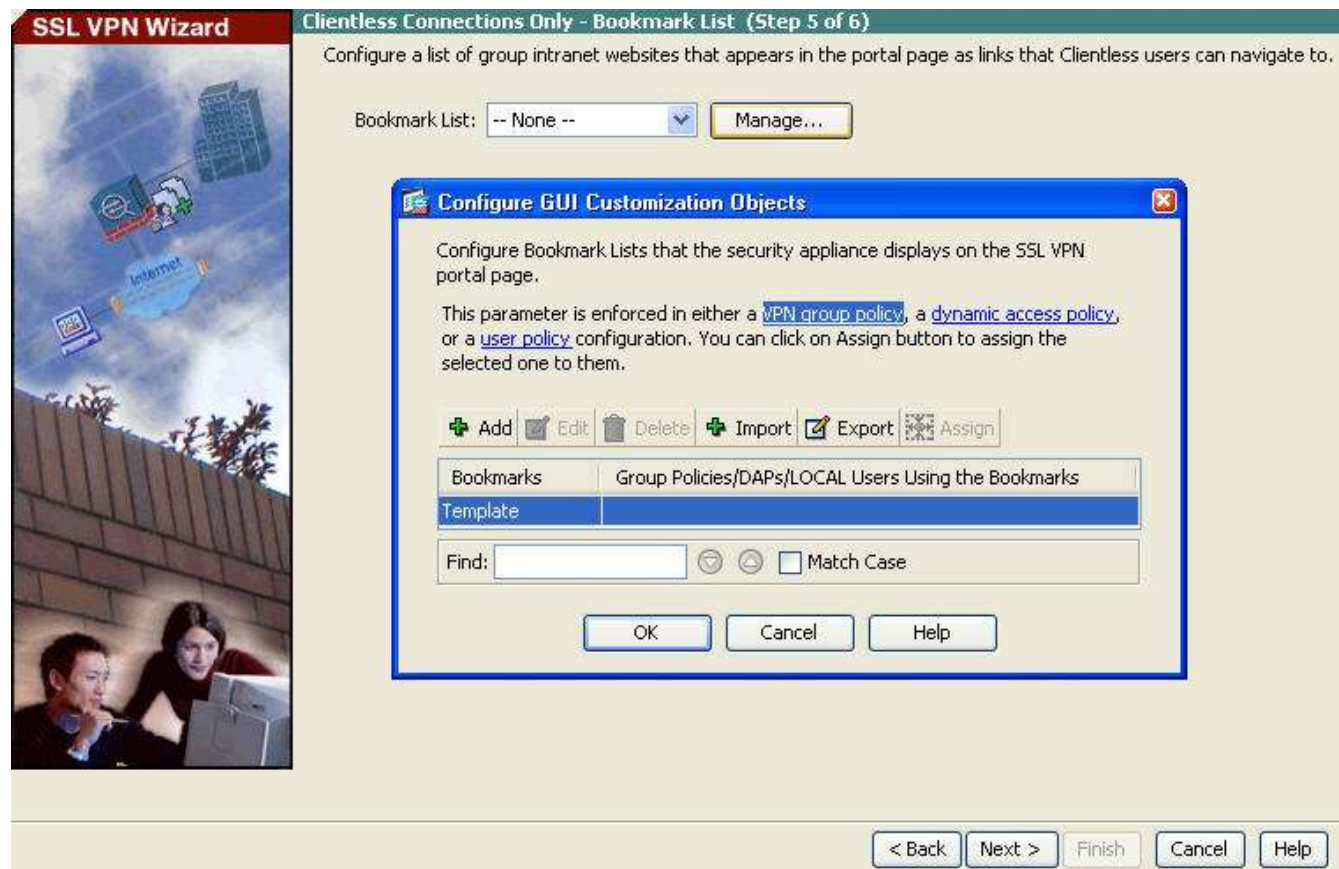 SSL VPN Wizard
Clientless Connections Only - Bookmark List (Step 5 of 6)
Configure a list of group intranet websites that appears in the portal page as links that Clientless users can navigate to.
Bookmark List: -- None -- Manage...
Internet
Configure GUI Customization Objects
Configure Bookmark Lists that the security appliance displays on the SSL VPN
portal page.
This parameter is enforced in either a VPN group policy, a dynamic access policy,
or a user policy configuration. You can click on Assign button to assign the
selected one to them.
Add Edit Delete Import Export Assign
Bookmarks Group Policies/DAPs/LOCAL Users Using the Bookmarks
Template
Find: Match Case
OK Cancel Help
< Back Next > Finish Cancel Help